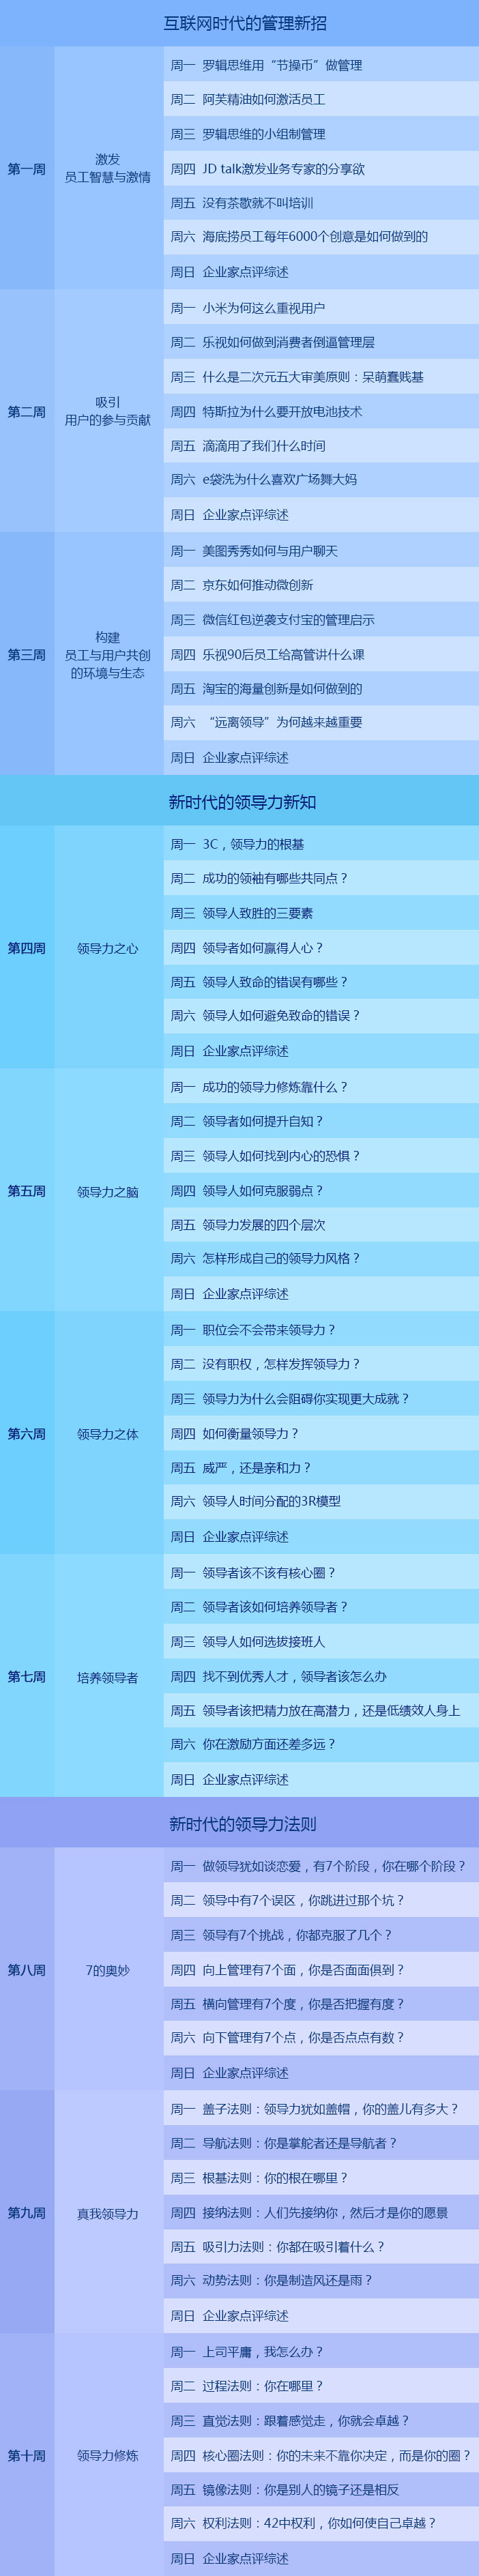 互联网时代的管理新招
第一周
激发
员工智慧与激情
周一 罗辑思维用“节操币”做管理
周二 阿芙精油如何激活员工
周三 罗辑思维的小组制管理
周四 JD talk激发业务专家的分享欲
周五 没有茶歇就不叫培训
周六 海底捞员工每年6000个创意是如何做到的
周日 企业家点评综述
第二周
吸引
用户的参与贡献
周一 小米为何这么重视用户
周二 乐视如何做到消费者倒逼管理层
周三 什么是二次元五大审美原则：呆萌蠢贱基
周四 特斯拉为什么要开放电池技术
周五 滴滴用了我们什么时间
周六 e袋洗为什么喜欢广场舞大妈
周日 企业家点评综述
第三周
构建
员工与用户共创
的环境与生态
周一 美图秀秀如何与用户聊天
周二 京东如何推动微创新
周三 微信红包逆袭支付宝的管理启示
周四 乐视90后员工给高管讲什么课
周五 淘宝的海量创新是如何做到的
周六 “远离领导”为何越来越重要
周日 企业家点评综述
新时代的领导力新知
第四周
领导力之心
周一 3C，领导力的根基
周二 成功的领袖有哪些共同点？
周三 领导人致胜的三要素
周四 领导者如何赢得人心？
周五 领导人致命的错误有哪些？
周六 领导人如何避免致命的错误？
周日 企业家点评综述
第五周
领导力之脑
周一 成功的领导力修炼靠什么？
周二 领导者如何提升自知？
周三 领导人如何找到内心的恐惧？
周四 领导人如何克服弱点？
周五 领导力发展的四个层次
周六 怎样形成自己的领导力风格？
周日 企业家点评综述
第六周
领导力之体
周一 职位会不会带来领导力？
周二 没有职权，怎样发挥领导力？
周三 领导力为什么会阻碍你实现更大成就？
周四 如何衡量领导力？
周五 威严，还是亲和力？
周六 领导人时间分配的3R模型
周日 企业家点评综述
第七周
培养领导者
周一 领导者该不该有核心圈？
周二 领导者该如何培养领导者？
周三 领导人如何选拔接班人
周四 找不到优秀人才，领导者该怎么办
周五 领导者该把精力放在高潜力，还是低绩效人身上
周六 你在激励方面还差多远？
周日 企业家点评综述
新时代的领导力法则
第八周
7的奥妙
周一 做领导犹如谈恋爱，有7个阶段，你在哪个阶段？
周二 领导中有7个误区，你跳进过那个坑？
周三 领导有7个挑战，你都克服了几个？
周四 向上管理有7个面，你是否面面俱到？
周五 横向管理有7个度，你是否把握有度？
周六 向下管理有7个点，你是否点点有数？
周日 企业家点评综述
第九周
真我领导力
周一 盖子法则：领导力犹如盖帽，你的盖儿有多大？
周二 导航法则：你是掌舵者还是导航者？
周三 根基法则：你的根在哪里？
周四 接纳法则：人们先接纳你，然后才是你的愿景
周五 吸引力法则：你都在吸引着什么？
周六 动势法则：你是制造风还是雨？
周日 企业家点评综述
第十周
领导力修炼
周一 上司平庸，我怎么办？
周二 过程法则：你在哪里？
周三 直觉法则：跟着感觉走，你就会卓越？
周四 核心圈法则：你的未来不靠你决定，而是你的圈？
周五 镜像法则：你是别人的镜子还是相反
周六 权利法则：42中权利，你如何使自己卓越？
周日 企业家点评综述